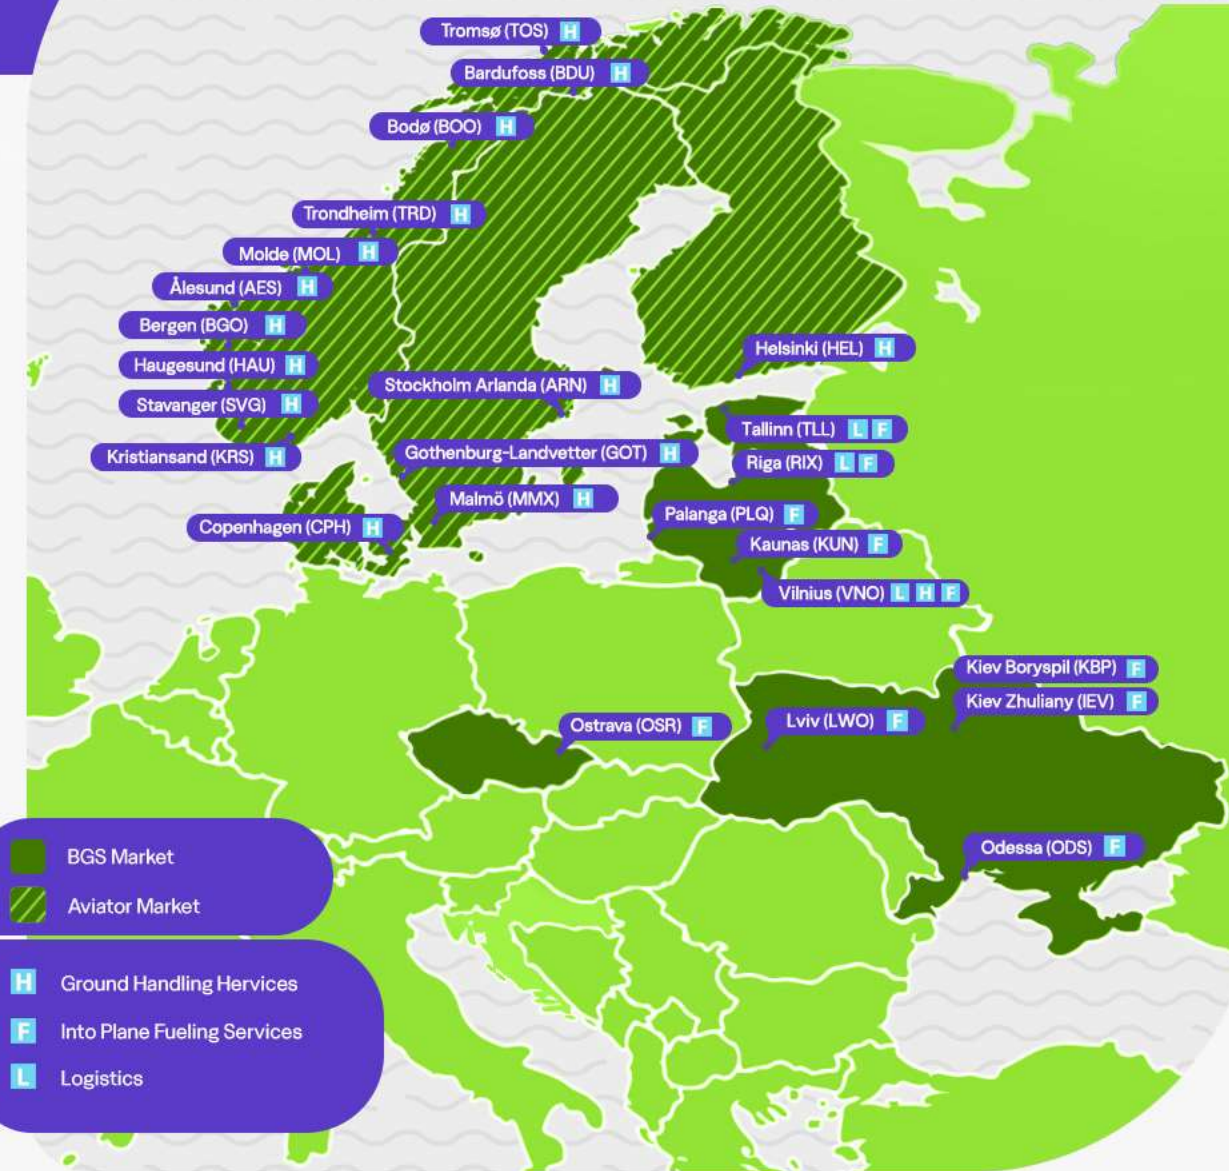 Tromsø (TOS) H
Bardufoss (BDU) H
Bodø (BOO) H
Trondheim (TRD) H
Molde (MOL) H
Ålesund (AES) H
Bergen (BGO) H
Haugesund (HAU) H
Stavanger (SVG) H
Kristiansand (KRS) H
Helsinki (HEL) H
Stockholm Arlanda (ARN) H
Tallinn (TLL) L F
Gothenburg-Landvetter (GOT) H
Riga (RIX) L F
Malmö (MMX) H
Palanga (PLQ) F
Copenhagen (CPH) H
Kaunas (KUN) F
Vilnius (VNO) L H F
Kiev Boryspil (KBP) F
Kiev Zhuliany (IEV) F
Ostrava (OSR) F
Lviv (LWO) F
Odessa (ODS) F
BGS Market
Aviator Market
H Ground Handling Hervices
F Into Plane Fueling Services
L Logistics